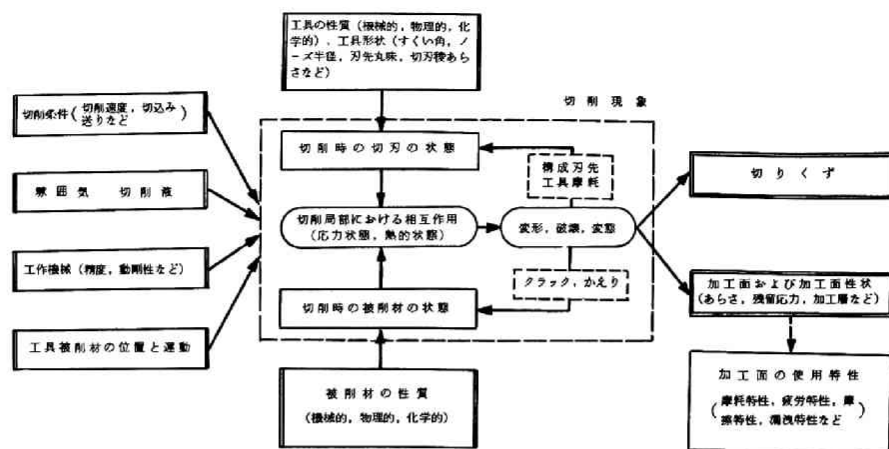 工具の性質（機械的，物理的，化
学的），工具形状（すくい角，ノ
ーズ半径，刃先丸味，切刃稜あら
さなど）
切削現象
切削条件（切削速度，切込み
送りなど）
雰囲気 切削液
工作機械（精度，動剛性など）
工具被削材の位置と運動
切削時の切刃の状態
構成刃先
工具摩耗
切削局部における相互作用
（応力状態，熱的状態）
変形，破壊，変態
クラック，かえり
切削時の被削材の状態
被削材の性質
（機械的，物理的，化学的）
切りくず
加工面および加工面性状
（あらさ，残留応力，加工層など）
加工面の使用特性
（摩耗特性，疲労特性，摩
擦特性，漏洩特性など）